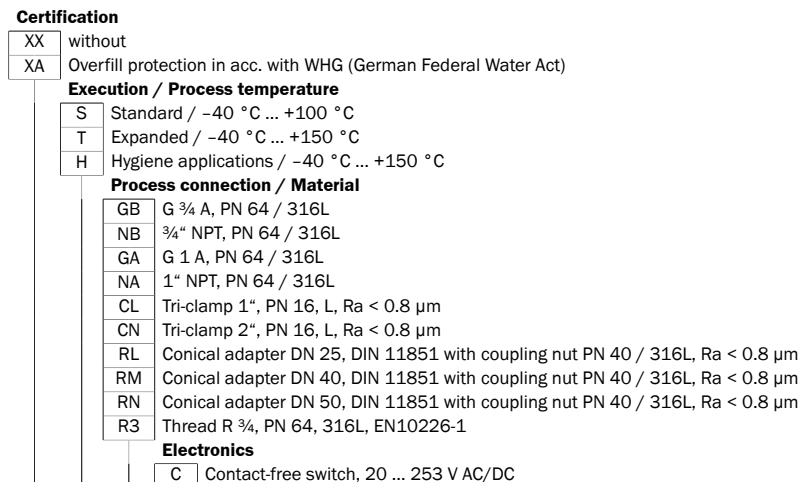 Certification
XX without
XA Overfill protection in acc. with WHG (German Federal Water Act)
Execution / Process temperature
S Standard / –40 °C ... +100 °C
T Expanded / –40 °C ... +150 °C
H Hygiene applications / –40 °C ... +150 °C
Process connection / Material
GB G ¾ A, PN 64 / 316L
NB ¾“ NPT, PN 64 / 316L
GA G 1 A, PN 64 / 316L
NA 1“ NPT, PN 64 / 316L
CL Tri-clamp 1“, PN 16, L, Ra < 0.8 µm
CN Tri-clamp 2“, PN 16, L, Ra < 0.8 µm
RL Conical adapter DN 25, DIN 11851 with coupling nut PN 40 / 316L, Ra < 0.8 µm
RM Conical adapter DN 40, DIN 11851 with coupling nut PN 40 / 316L, Ra < 0.8 µm
RN Conical adapter DN 50, DIN 11851 with coupling nut PN 40 / 316L, Ra < 0.8 µm
R3 Thread R ¾, PN 64, 316L, EN10226-1
Electronics
C Contact-free switch, 20 ... 253 V AC/DC